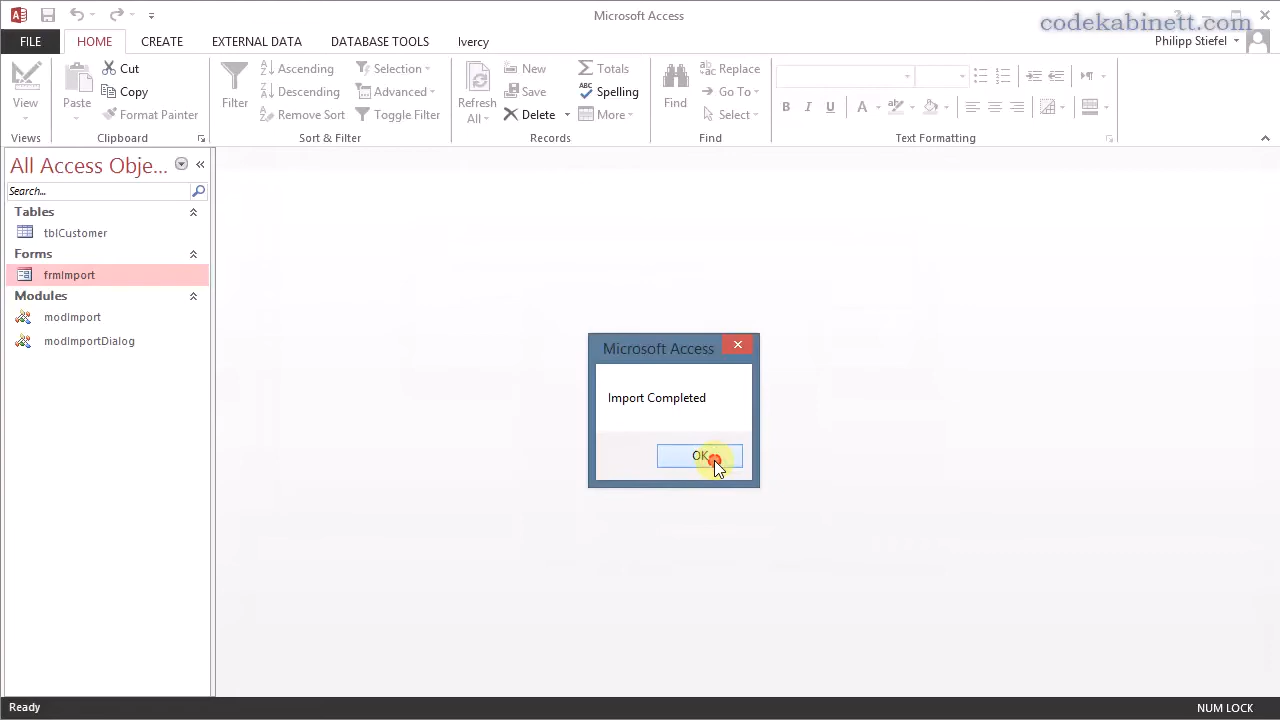 Microsoft Access
codekabinett.com
FILE HOME CREATE EXTERNAL DATA DATABASE TOOLS Ivercy
Philipp Stiefel
View
Paste
Cut
Copy
Format Painter
Filter
Ascending
Descending
Remove Sort
Selection
Advanced
Toggle Filter
Refresh
All
New
Save
Delete
Totals
ABC
Spelling
More
Find
Replace
Go To
Select
B I U A
Views Clipboard Sort & Filter Records Find Text Formatting
All Access Obje...
Search...
Tables
tblCustomer
Forms
frmImport
Modules
modImport
modImportDialog
Microsoft Access
Import Completed
OK
Ready
NUM LOCK